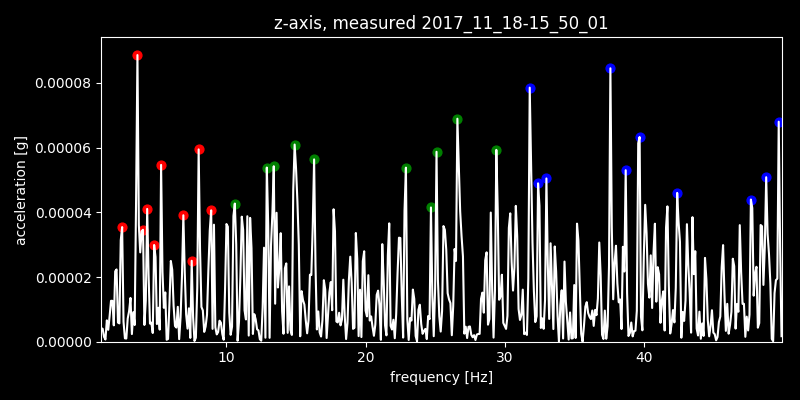 z-axis, measured 2017_11_18-15_50_01
0.00008
0.00006
0.00004
0.00002
0.00000
acceleration [g]
10 20 30 40
frequency [Hz]